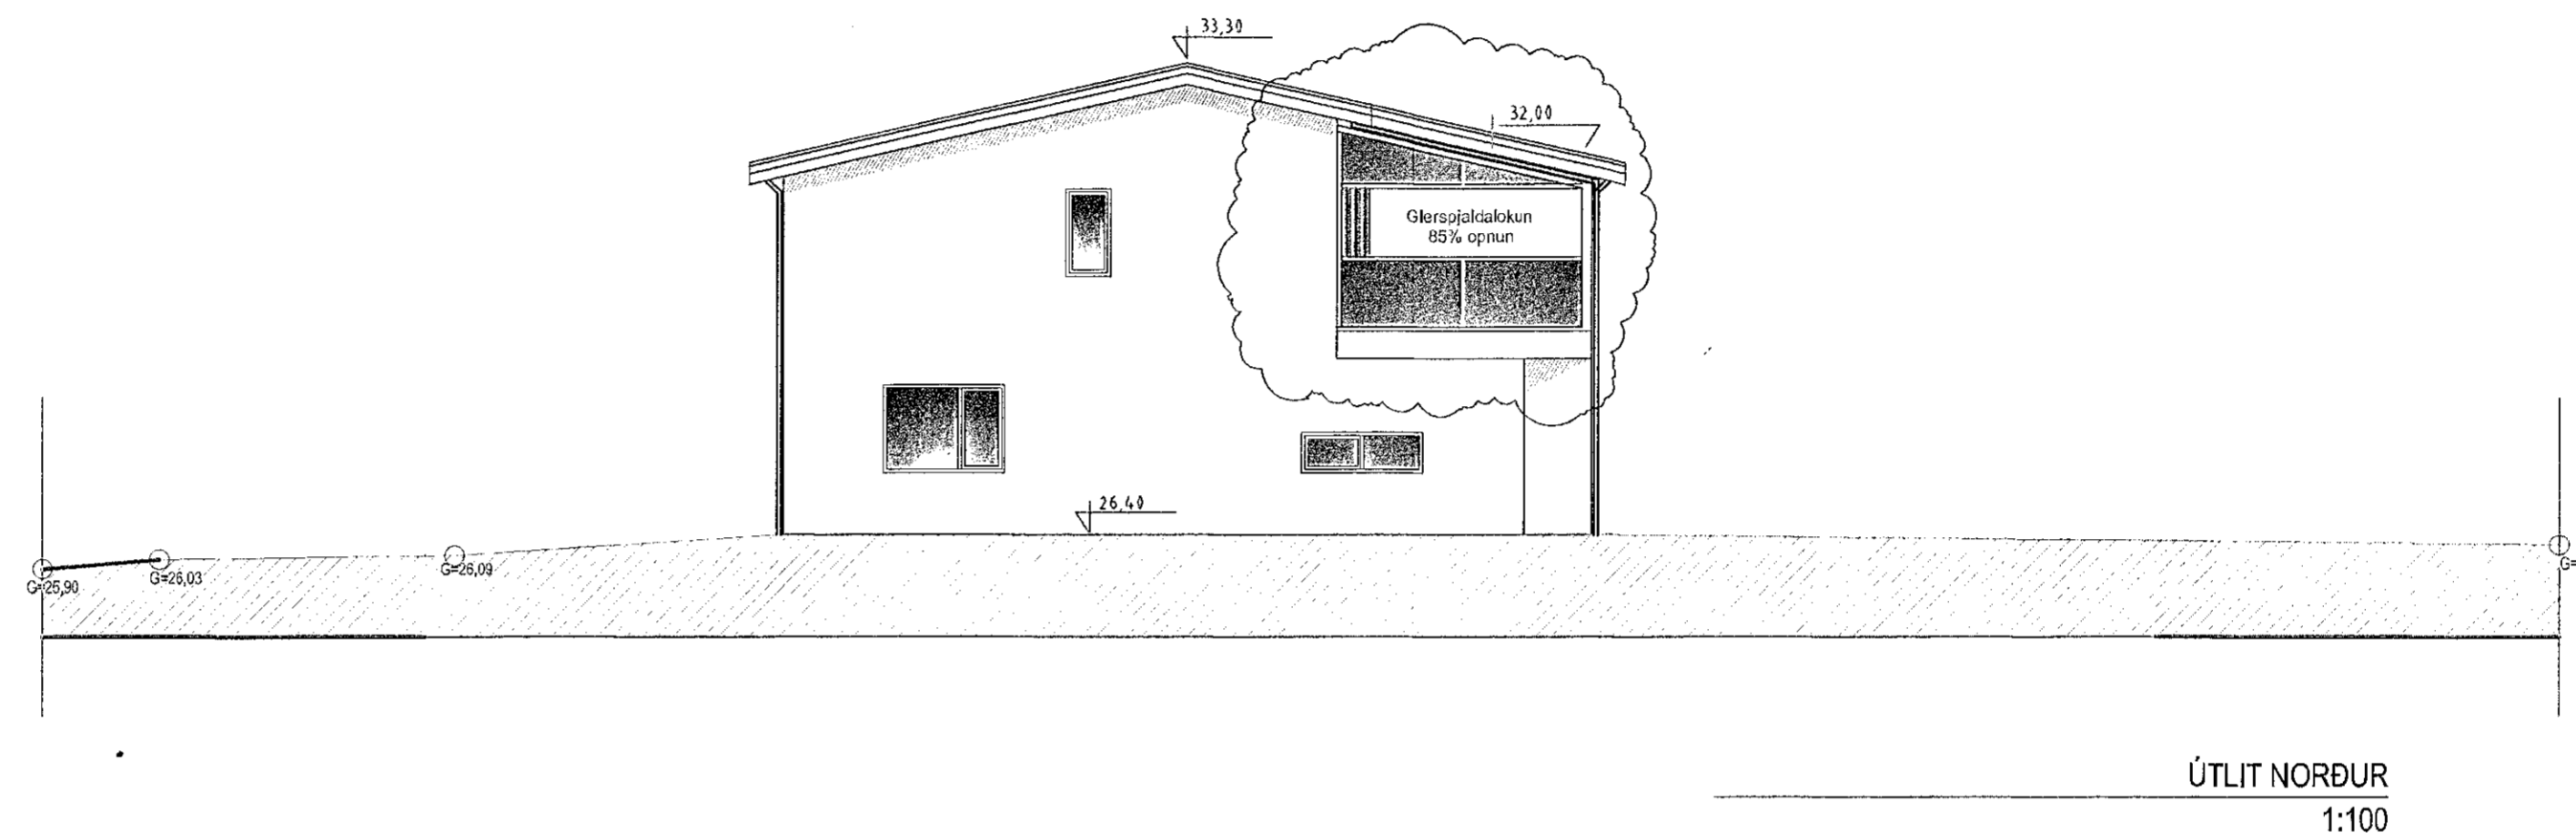 33,30
32,00
Glerspjaldalokun
85% opnun
26,40
G=25,90
G=26,03
G=26,09
G=
ÚTLIT NORÐUR
1:100